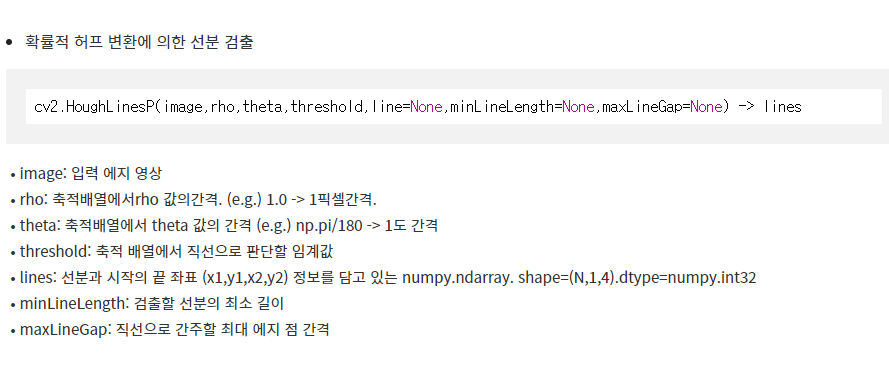 • 확률적 허프 변환에 의한 선분 검출
cv2.HoughLinesP(image,rho,theta,threshold,line=None,minLineLength=None,maxLineGap=None) -> lines
• image: 입력 에지 영상
• rho: 축적배열에서rho 값의간격. (e.g.) 1.0 -> 1픽셀간격.
• theta: 축적배열에서 theta 값의 간격 (e.g.) np.pi/180 -> 1도 간격
• threshold: 축적 배열에서 직선으로 판단할 임계값
• lines: 선분과 시작의 끝 좌표 (x1,y1,x2,y2) 정보를 담고 있는 numpy.ndarray. shape=(N,1,4).dtype=numpy.int32
• minLineLength: 검출할 선분의 최소 길이
• maxLineGap: 직선으로 간주할 최대 에지 점 간격